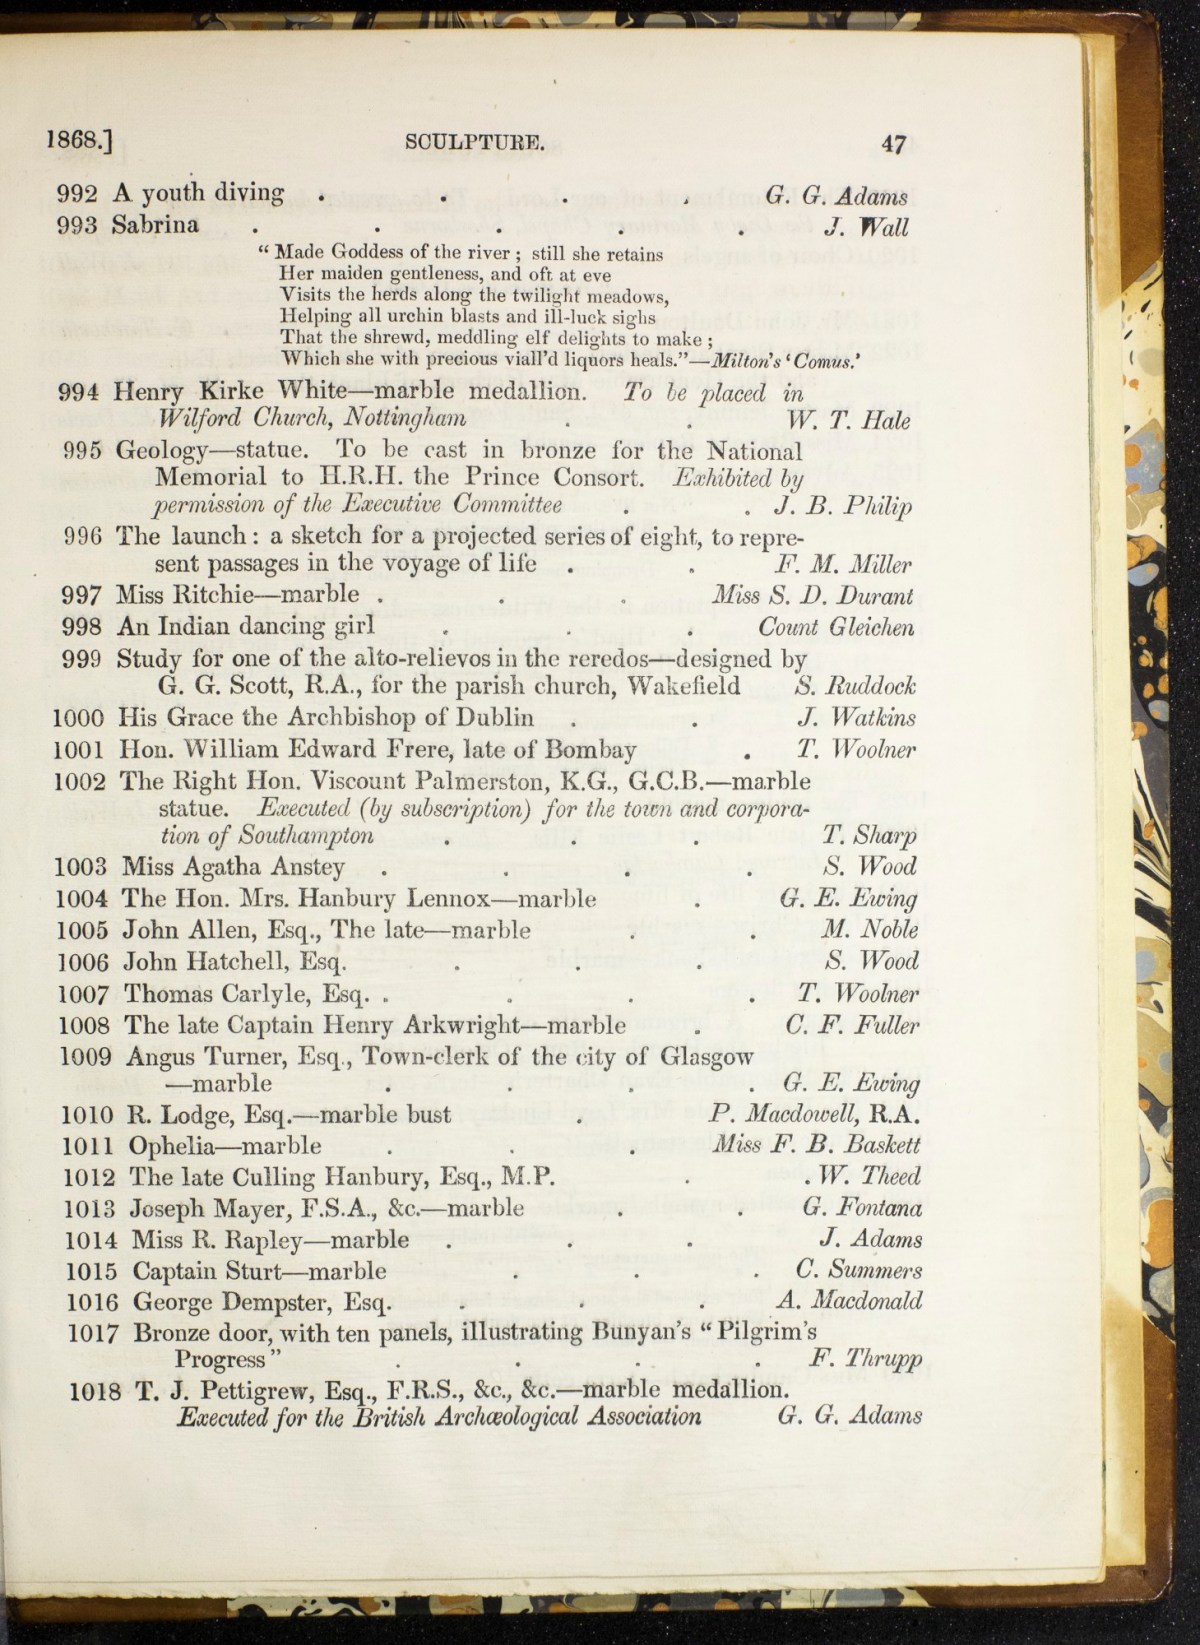 1868.] SCULPTURE. 47
992 A youth diving . . . . G. G. Adams
993 Sabrina . . . . . J. Wall
“ Made Goddess of the river ; still she retains
Her maiden gentleness, and oft at eve
Visits the herds along the twilight meadows,
Helping all urchin blasts and ill-luck sighs
That the shrewd, meddling elf delights to make ;
Which she with precious viall’d liquors heals.”—Milton’s ‘ Comus.’
994 Henry Kirke White—marble medallion. To be placed in
Wilford Church, Nottingham . . W. T. Hale
995 Geology—statue. To be cast in bronze for the National
Memorial to H.R.H. the Prince Consort. Exhibited by
permission of the Executive Committee . . J. B. Philip
996 The launch : a sketch for a projected series of eight, to repre-
sent passages in the voyage of life . . F. M. Miller
997 Miss Ritchie—marble . . . Miss S. D. Durant
998 An Indian dancing girl . . . Count Gleichen
999 Study for one of the alto-relievos in the reredos—designed by
G. G. Scott, R.A., for the parish church, Wakefield S. Ruddock
1000 His Grace the Archbishop of Dublin . . J. Watkins
1001 Hon. William Edward Frere, late of Bombay . T. Woolner
1002 The Right Hon. Viscount Palmerston, K.G., G.C.B.—marble
statue. Executed (by subscription) for the town and corpora-
tion of Southampton . . . T. Sharp
1003 Miss Agatha Anstey . . . . S. Wood
1004 The Hon. Mrs. Hanbury Lennox—marble . G. E. Ewing
1005 John Allen, Esq., The late—marble . . M. Noble
1006 John Hatchell, Esq. . . . S. Wood
1007 Thomas Carlyle, Esq. . . . . T. Woolner
1008 The late Captain Henry Arkwright—marble . C. F. Fuller
1009 Angus Turner, Esq., Town-clerk of the city of Glasgow
—marble . . . . G. E. Ewing
1010 R. Lodge, Esq.—marble bust . P. Macdowell, R.A.
1011 Ophelia—marble . . . Miss F. B. Baskett
1012 The late Culling Hanbury, Esq., M.P. . . W. Theed
1013 Joseph Mayer, F.S.A., &c.—marble . . G. Fontana
1014 Miss R. Rapley—marble . . . J. Adams
1015 Captain Sturt—marble . . . C. Summers
1016 George Dempster, Esq. . . . A. Macdonald
1017 Bronze door, with ten panels, illustrating Bunyan’s “ Pilgrim’s
Progress ” . . . . F. Thrupp
1018 T. J. Pettigrew, Esq., F.R.S., &c., &c.—marble medallion.
Executed for the British Archæological Association G. G. Adams